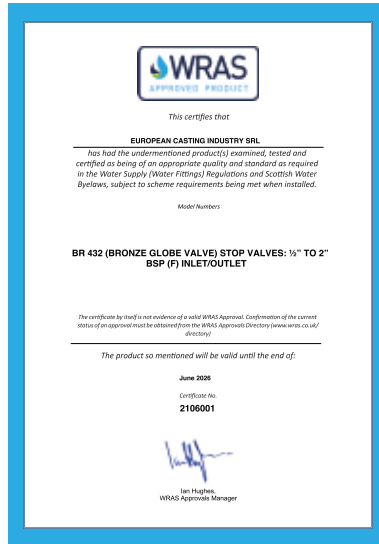 WRAS
APPROVED PRODUCT
This certifies that
EUROPEAN CASTING INDUSTRY SRL
has had the undermentioned product(s) examined, tested and
certified as being of an appropriate quality and standard as required
in the Water Supply (Water Fittings) Regulations and Scottish Water
Byelaws, subject to scheme requirements being met when installed.
Model Numbers
BR 432 (BRONZE GLOBE VALVE) STOP VALVES: ½" TO 2"
BSP (F) INLET/OUTLET
The certificate by itself is not evidence of a valid WRAS Approval. Confirmation of the current
status of an approval must be obtained from the WRAS Approvals Directory (www.wras.co.uk/
directory)
The product so mentioned will be valid until the end of:
June 2026
Certificate No.
2106001
Ian Hughes,
WRAS Approvals Manager